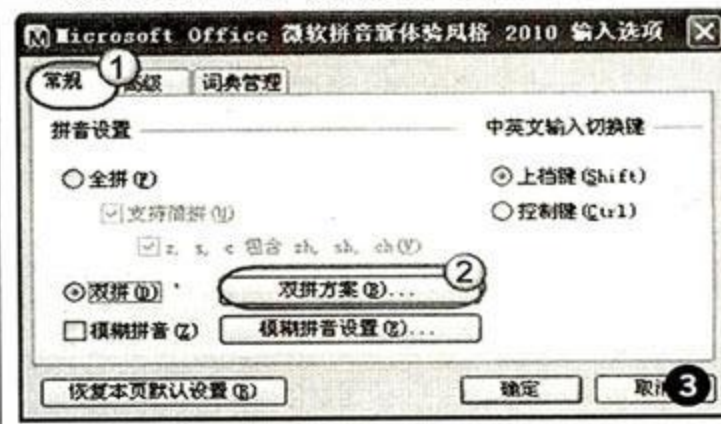 Microsoft Office 微软拼音新体验风格 2010 输入选项
① 
常规 高级 词典管理
拼音设置
全拼(F)
支持简拼(U)
z, s, c 包含 zh, sh, ch(V)
双拼(D) 双拼方案(B)... ②
模糊拼音(Z) 模糊拼音设置(G)...
中英文输入切换键
上档键(Shift)
控制键(Ctrl)
恢复本页默认设置(R) 确定 取消 ③